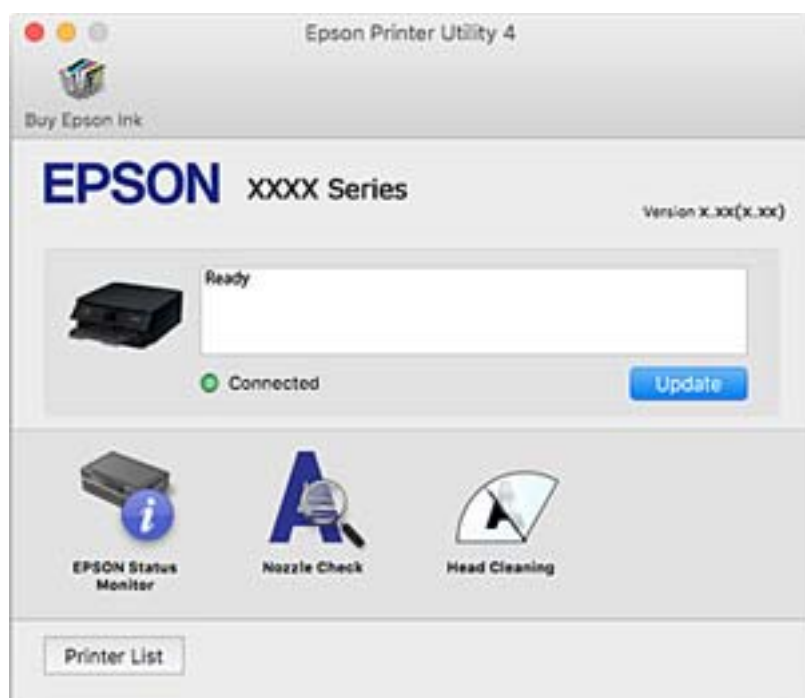 Epson Printer Utility 4
Buy Epson Ink
EPSON XXXX Series
Version x.xx(x.xx)
Ready
Connected
Update
EPSON Status
Monitor
Nozzle Check
Head Cleaning
Printer List